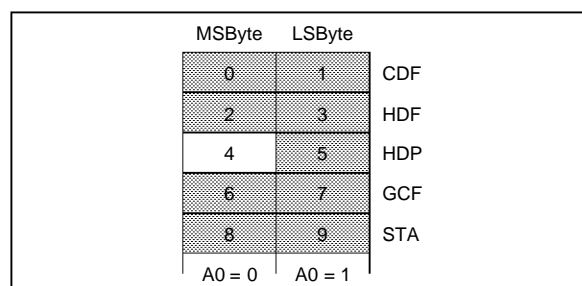 MSByte LSByte
0 1 CDF
2 3 HDF
4 5 HDP
6 7 GCF
8 9 STA
A0 = 0 A0 = 1